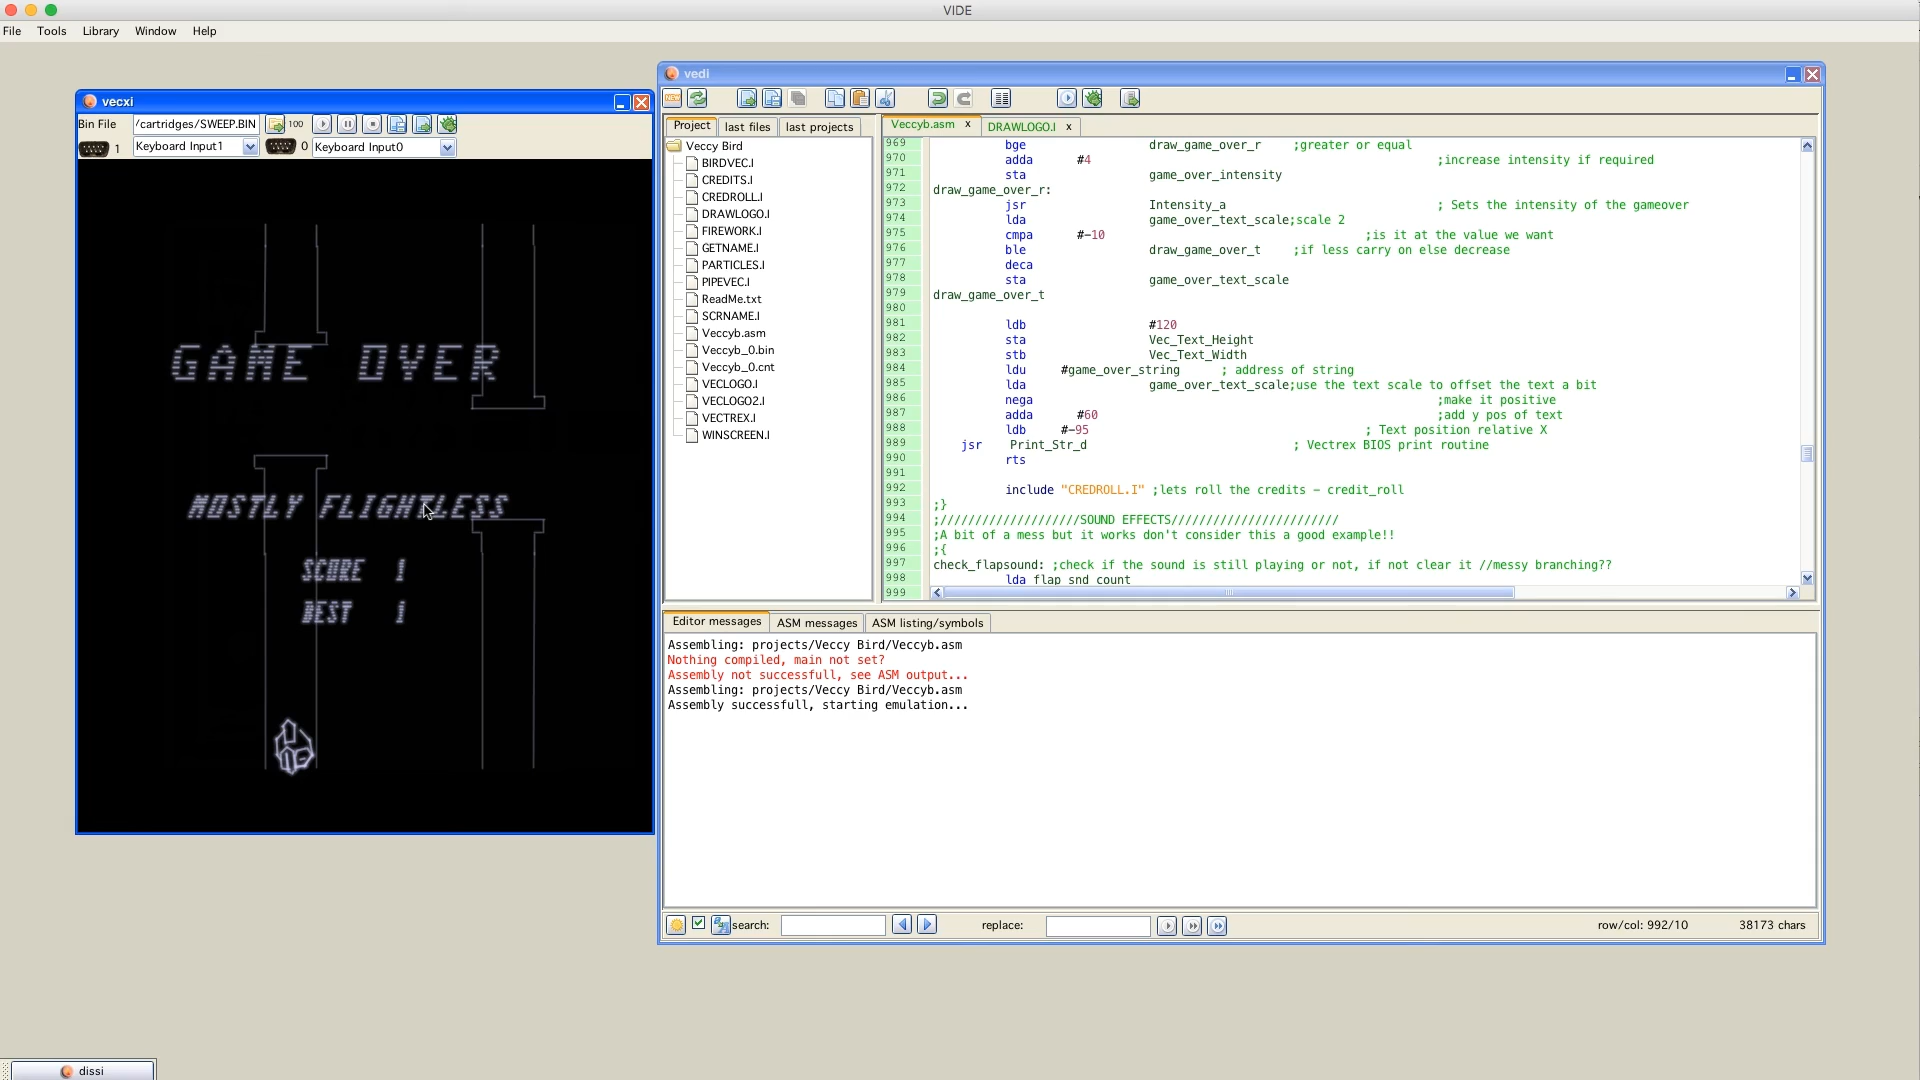 VIDE
File Tools Library Window Help
vecxi
Bin File /cartridges/SWEEP.BIN 100
1 Keyboard Input1 0 Keyboard Input0
GAME OVER
MOSTLY FLIGHTLESS
SCORE 1
BEST 1
vedi
Project last files last projects
Veccy Bird
BIRDVEC.I
CREDITS.I
CREDROLL.I
DRAWLOGO.I
FIREWORK.I
GETNAME.I
PARTICLES.I
PIPEVEC.I
ReadMe.txt
SCRNAME.I
Veccyb.asm
Veccyb_0.bin
Veccyb_0.cnt
VECLOGO.I
VECLOGO2.I
VECTREX.I
WINSCREEN.I
Veccyb.asm x DRAWLOGO.I x
969 bge draw_game_over_r ;greater or equal
970 adda #4 ;increase intensity if required
971 sta game_over_intensity
972 draw_game_over_r:
973 jsr Intensity_a ; Sets the intensity of the gameover
974 lda game_over_text_scale;scale 2
975 cmpa #-10 ;is it at the value we want
976 ble draw_game_over_t ;if less carry on else decrease
977 deca
978 sta game_over_text_scale
979 draw_game_over_t
980
981 ldb #120
982 sta Vec_Text_Height
983 stb Vec_Text_Width
984 ldu #game_over_string ; address of string
985 lda game_over_text_scale;use the text scale to offset the text a bit
986 nega ;make it positive
987 adda #60 ;add y pos of text
988 ldb #-95 ; Text position relative X
989 jsr Print_Str_d ; Vectrex BIOS print routine
990 rts
991
992 include "CREDROLL.I" ;lets roll the credits - credit_roll
993 ;}
994 ;////////////////////SOUND EFFECTS////////////////////////
995 ;A bit of a mess but it works don't consider this a good example!!
996 ;{
997 check_flapsound: ;check if the sound is still playing or not, if not clear it //messy branching??
998 lda flap_snd_count
999
Editor messages ASM messages ASM listing/symbols
Assembling: projects/Veccy Bird/Veccyb.asm
Nothing compiled, main not set?
Assembly not successfull, see ASM output...
Assembling: projects/Veccy Bird/Veccyb.asm
Assembly successfull, starting emulation...
search: replace: row/col: 992/10 38173 chars
dissi